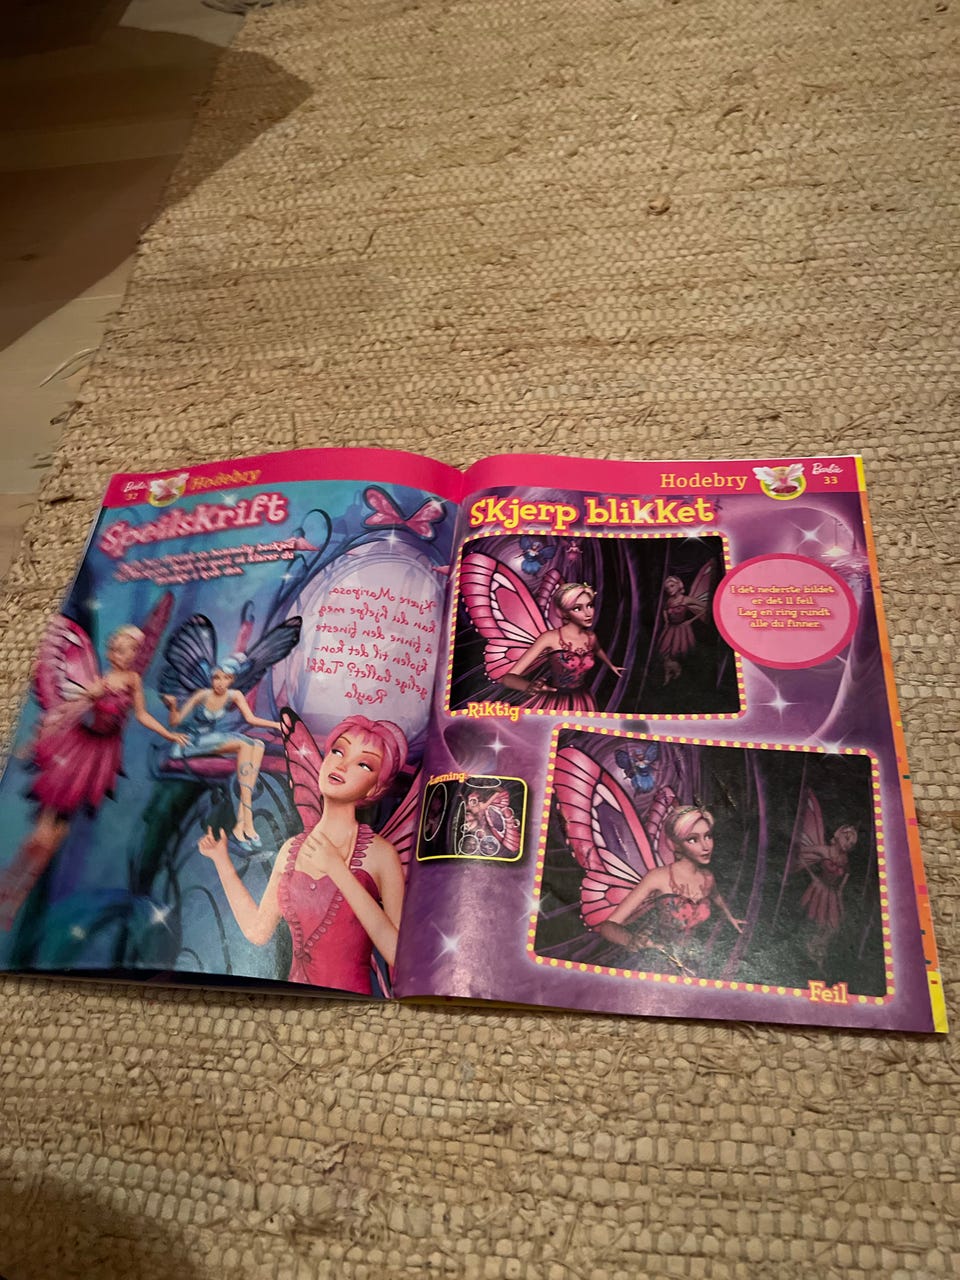 Barbie
32
Hodebry
Speilskrift
Kjære Mariposa,
kan du hjelpe meg
å finne den fineste
kjolen til det kon-
gelige ballet? Takk!
Rayla
Hodebry
Barbie
33
Skjerp blikket
I det nederste bildet
er det 11 feil.
Lag en ring rundt
alle du finner.
Riktig
Løsning:
Feil